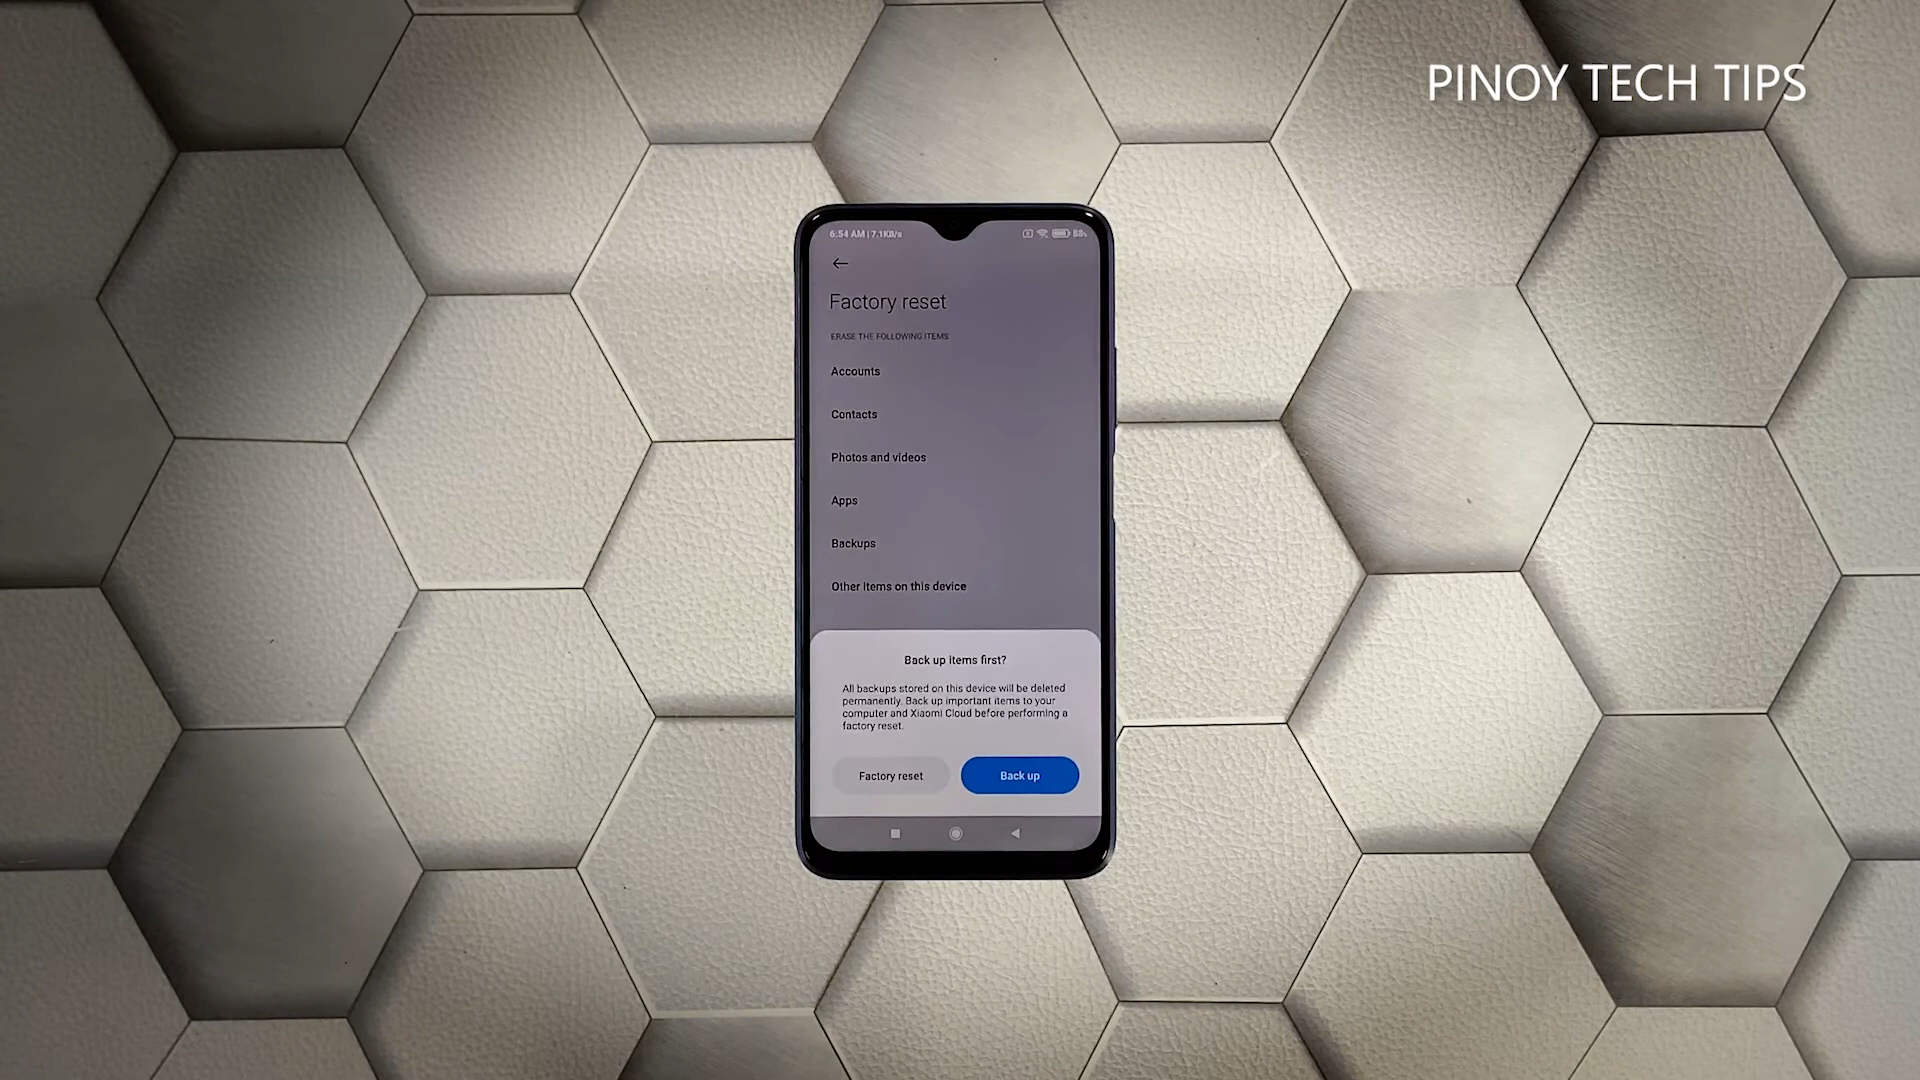 PINOY TECH TIPS
6:54 AM | 7.1KB/s
Factory reset
ERASE THE FOLLOWING ITEMS
Accounts
Contacts
Photos and videos
Apps
Backups
Other items on this device
Back up items first?
All backups stored on this device will be deleted
permanently. Back up important items to your
computer and Xiaomi Cloud before performing a
factory reset.
Factory reset
Back up